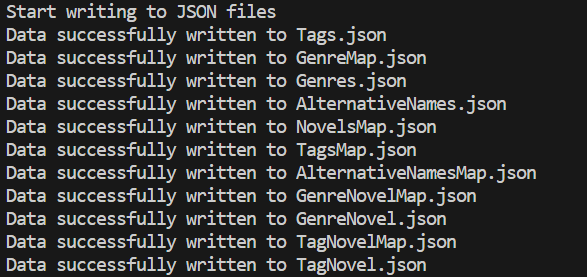 Start writing to JSON files
Data successfully written to Tags.json
Data successfully written to GenreMap.json
Data successfully written to Genres.json
Data successfully written to AlternativeNames.json
Data successfully written to NovelsMap.json
Data successfully written to TagsMap.json
Data successfully written to AlternativeNamesMap.json
Data successfully written to GenreNovelMap.json
Data successfully written to GenreNovel.json
Data successfully written to TagNovelMap.json
Data successfully written to TagNovel.json